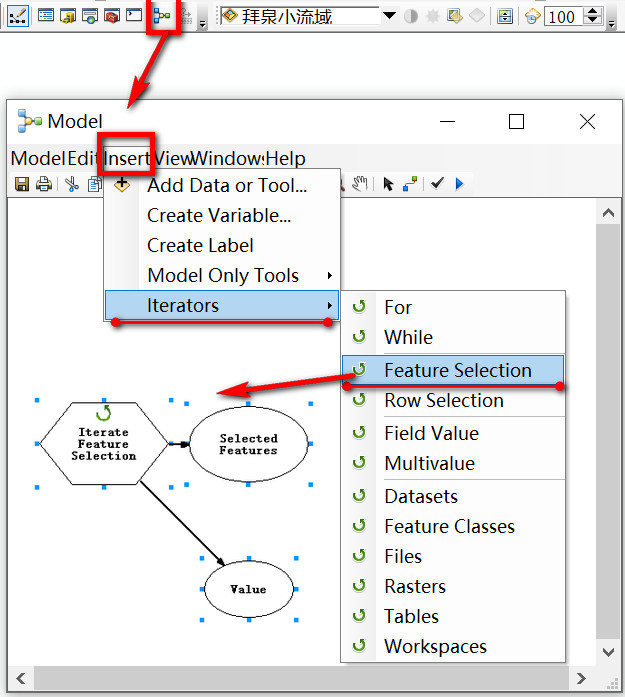 拜泉小流域
100
Model
Model Edit Insert View Windows Help
Add Data or Tool...
Create Variable...
Create Label
Model Only Tools
Iterators
For
While
Feature Selection
Row Selection
Field Value
Multivalue
Datasets
Feature Classes
Files
Rasters
Tables
Workspaces
Iterate
Feature
Selection
Selected
Features
Value